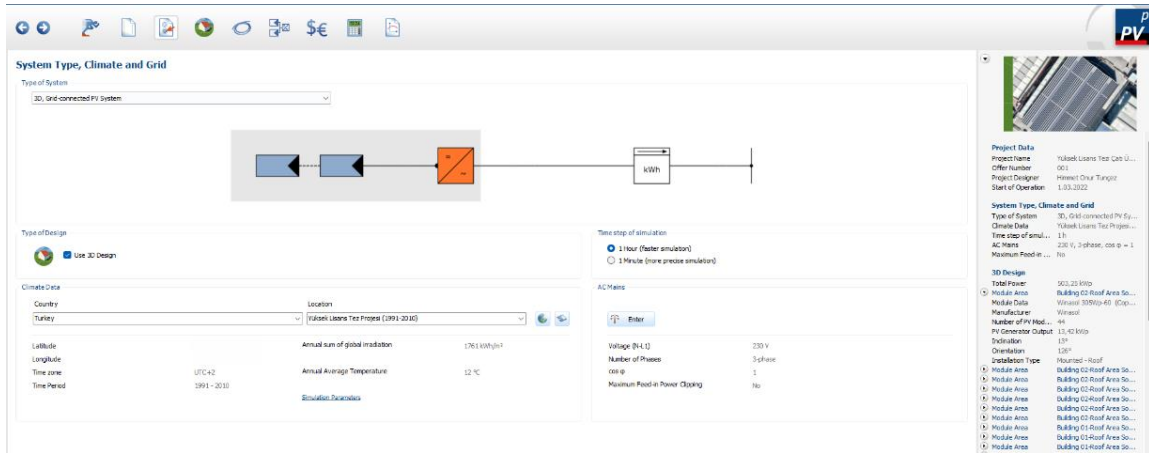 $€
p
PV
System Type, Climate and Grid
Type of System
3D, Grid-connected PV System
kWh
Type of Design
Use 3D Design
Time step of simulation
1 Hour (faster simulation)
1 Minute (more precise simulation)
Climate Data
Country
Location
Turkey
Yüksek Lisans Tez Projesi (1991-2010)
Latitude
Longitude
Time zone UTC+2
Time Period 1991 - 2010
Annual sum of global irradiation 1761 kWh/m²
Annual Average Temperature 12 °C
Simulation Parameters
AC Mains
Enter
Voltage (N-L1) 230 V
Number of Phases 3-phase
cos φ 1
Maximum Feed-in Power Clipping No
Project Data
Project Name Yüksek Lisans Tez Çatı Ü...
Offer Number 001
Project Designer Himmet Onur Tungöz
Start of Operation 1.03.2022
System Type, Climate and Grid
Type of System 3D, Grid-connected PV Sy...
Climate Data Yüksek Lisans Tez Projesi...
Time step of simul... 1 h
AC Mains 230 V, 3-phase, cos φ = 1
Maximum Feed-in ... No
3D Design
Total Power 503,25 kWp
Module Area Building 02-Roof Area So...
Module Data Winasol 305Wp-60 (Cop...
Manufacturer Winasol
Number of PV Mod... 44
PV Generator Output 13,42 kWp
Inclination 15°
Orientation 126°
Installation Type Mounted - Roof
Module Area Building 02-Roof Area So...
Module Area Building 02-Roof Area So...
Module Area Building 02-Roof Area So...
Module Area Building 02-Roof Area So...
Module Area Building 02-Roof Area So...
Module Area Building 01-Roof Area So...
Module Area Building 01-Roof Area So...
Module Area Building 01-Roof Area So...
Module Area Building 01-Roof Area So...